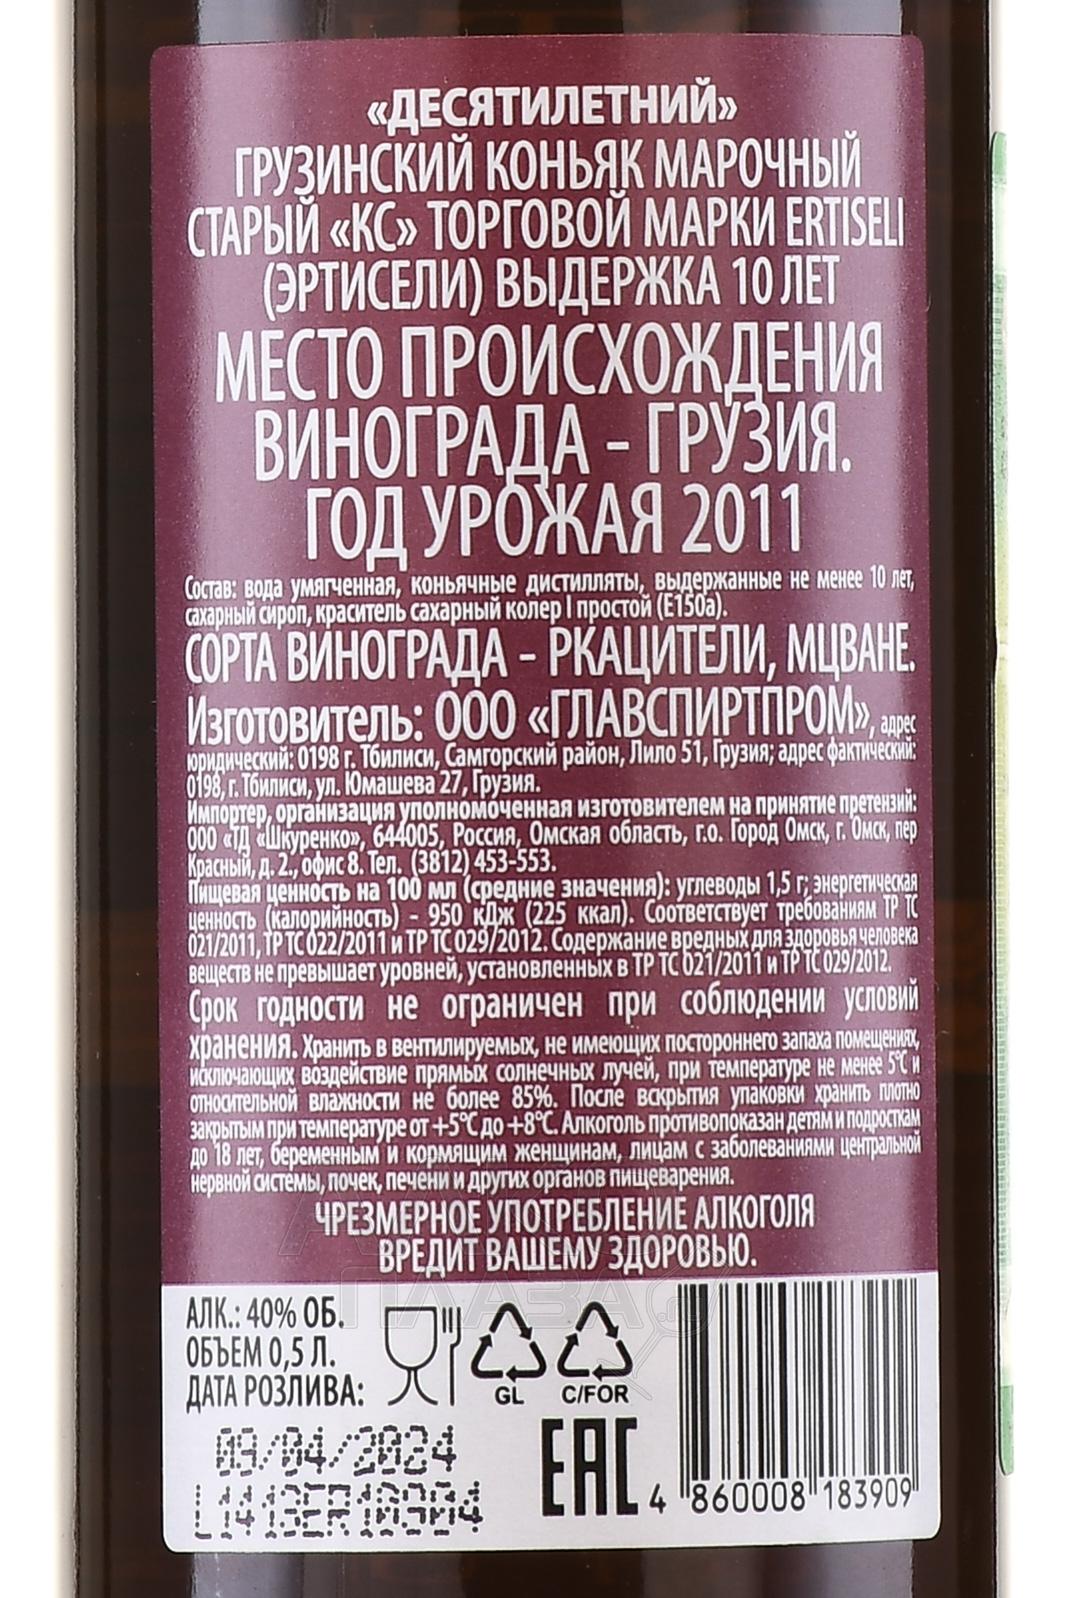 «ДЕСЯТИЛЕТНИЙ»
ГРУЗИНСКИЙ КОНЬЯК МАРОЧНЫЙ
СТАРЫЙ «КС» ТОРГОВОЙ МАРКИ ERTISELI
(ЭРТИСЕЛИ) ВЫДЕРЖКА 10 ЛЕТ
МЕСТО ПРОИСХОЖДЕНИЯ
ВИНОГРАДА - ГРУЗИЯ.
ГОД УРОЖАЯ 2011
Состав: вода умягченная, коньячные дистилляты, выдержанные не менее 10 лет,
сахарный сироп, краситель сахарный колер I простой (Е150а).
СОРТА ВИНОГРАДА - РКАЦИТЕЛИ, МЦВАНЕ.
Изготовитель: ООО «ГЛАВСПИРТПРОМ», адрес
юридический: 0198 г. Тбилиси, Самгорский район, Лило 51, Грузия; адрес фактический:
0198, г. Тбилиси, ул. Юмашева 27, Грузия.
Импортер, организация уполномоченная изготовителем на принятие претензий:
ООО «ТД «Шкуренко», 644005, Россия, Омская область, г.о. Город Омск, г. Омск, пер
Красный, д. 2., офис 8. Тел. (3812) 453-553.
Пищевая ценность на 100 мл (средние значения): углеводы 1,5 г; энергетическая
ценность (калорийность) - 950 кДж (225 ккал). Соответствует требованиям ТР ТС
021/2011, ТР ТС 022/2011 и ТР ТС 029/2012. Содержание вредных для здоровья человека
веществ не превышает уровней, установленных в ТР ТС 021/2011 и ТР ТС 029/2012.
Срок годности не ограничен при соблюдении условий
хранения. Хранить в вентилируемых, не имеющих постороннего запаха помещениях,
исключающих воздействие прямых солнечных лучей, при температуре не менее 5°С и
относительной влажности не более 85%. После вскрытия упаковки хранить плотно
закрытым при температуре от +5°С до +8°С. Алкоголь противопоказан детям и подросткам
до 18 лет, беременным и кормящим женщинам, лицам с заболеваниями центральной
нервной системы, почек, печени и других органов пищеварения.
ЧРЕЗМЕРНОЕ УПОТРЕБЛЕНИЕ АЛКОГОЛЯ
ВРЕДИТ ВАШЕМУ ЗДОРОВЬЮ.
АЛКО
ПЛАЗА
АЛК.: 40% ОБ.
ОБЪЕМ 0,5 Л.
ДАТА РОЗЛИВА:
09/04/2024
L1413ER10904
GL
C/FOR
EAC
4 860008 183909